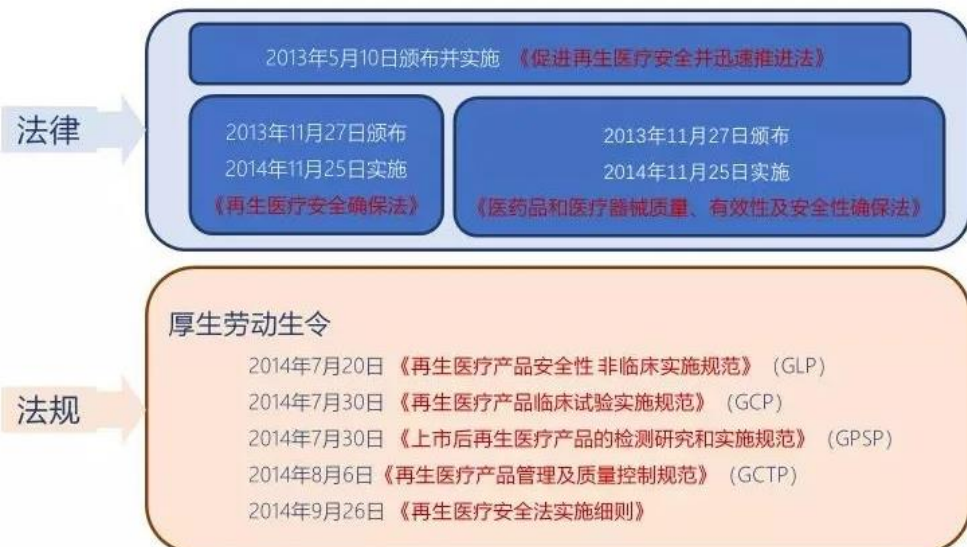 法律
2013年5月10日颁布并实施 《促进再生医疗安全并迅速推进法》
2013年11月27日颁布
2014年11月25日实施
《再生医疗安全确保法》
2013年11月27日颁布
2014年11月25日实施
《医药品和医疗器械质量、有效性及安全性确保法》
法规
厚生劳动生令
2014年7月20日 《再生医疗产品安全性 非临床实施规范》（GLP）
2014年7月30日 《再生医疗产品临床试验实施规范》（GCP）
2014年7月30日 《上市后再生医疗产品的检测研究和实施规范》（GPSP）
2014年8月6日《再生医疗产品管理及质量控制规范》（GCTP）
2014年9月26日 《再生医疗安全法实施细则》